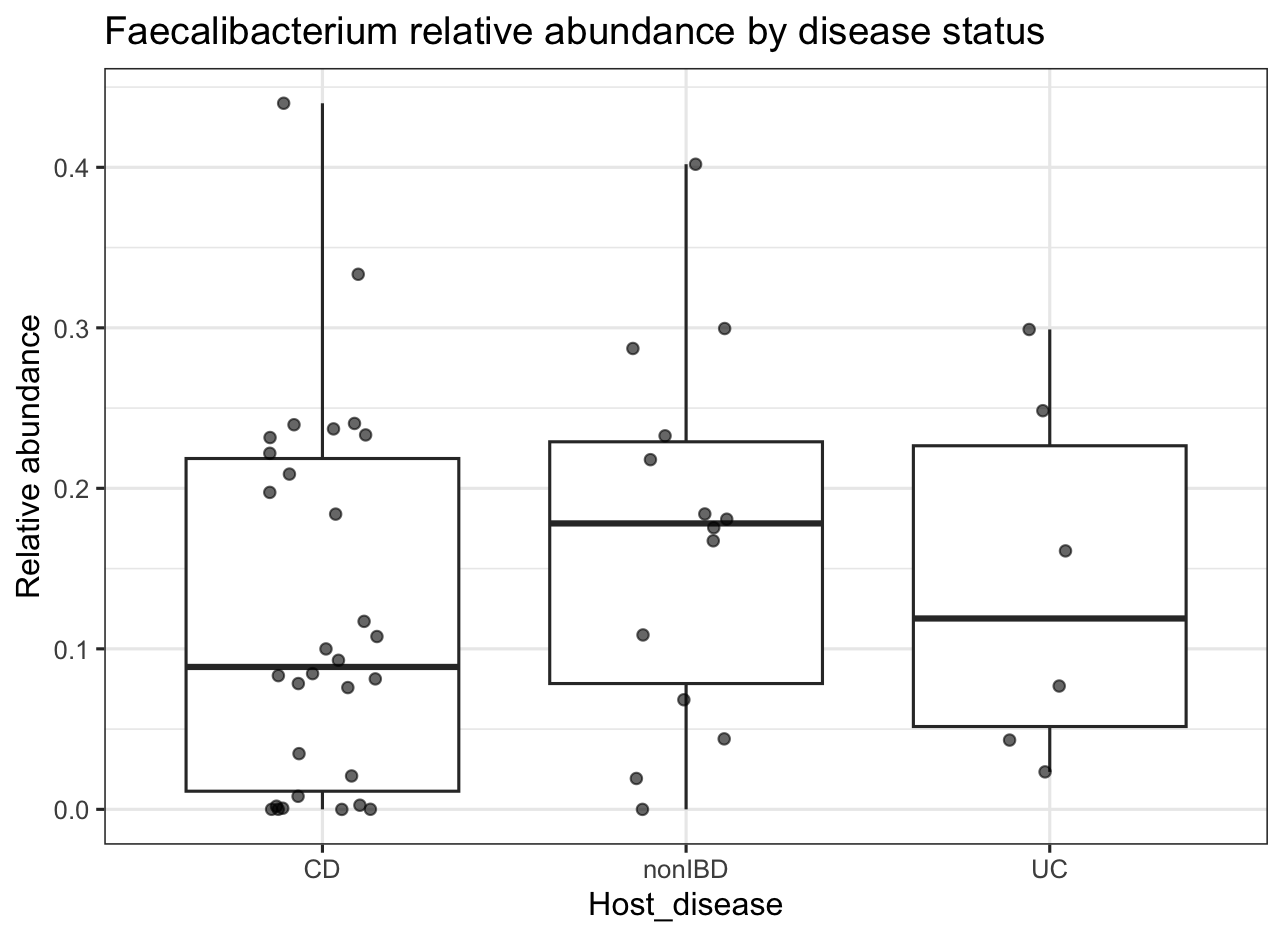 Faecalibacterium relative abundance by disease status
Relative abundance
0.4
0.3
0.2
0.1
0.0
CD nonIBD UC
Host_disease